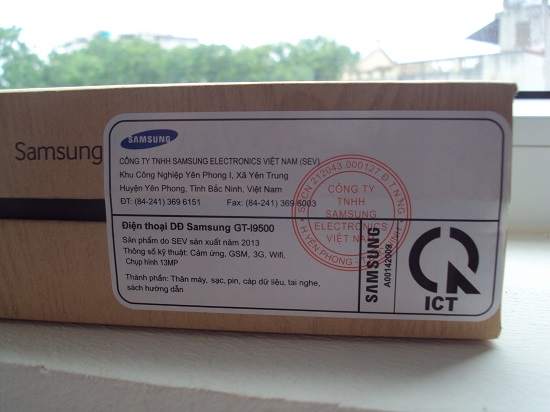 Samsung
SAMSUNG
CÔNG TY TNHH SAMSUNG ELECTRONICS VIỆT NAM (SEV)
Khu Công Nghiệp Yên Phong I, Xã Yên Trung
Huyện Yên Phong, Tỉnh Bắc Ninh, Việt Nam
ĐT: (84-241) 369 6151 Fax: (84-241) 369 6003
Điện thoại DĐ Samsung GT-I9500
Sản phẩm do SEV sản xuất năm 2013
Thông số kỹ thuật: Cảm ứng, GSM, 3G, Wifi,
Chụp hình 13MP
Thành phần: Thân máy, sạc, pin, cáp dữ liệu, tai nghe,
sách hướng dẫn
CÔNG TY
TNHH
SAMSUNG
ELECTRONICS
VIỆT NAM
H.YÊN PHONG
SAMSUNG
A00142009
ICT